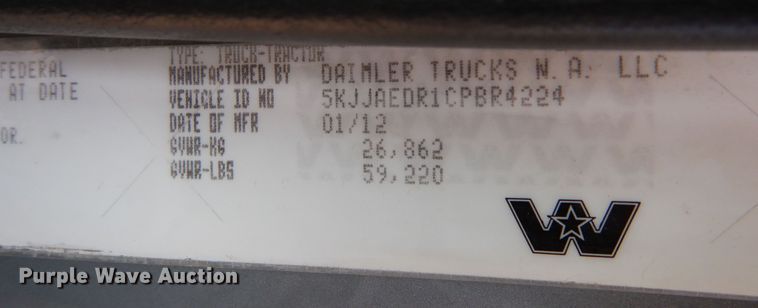 TYPE: TRUCK-TRACTOR
FEDERAL
MANUFACTURED BY DAIMLER TRUCKS N.A. LLC
AT DATE
VEHICLE ID NO 5KJJAEDR1CPBR4224
DATE OF MFR 01/12
OR.
GVWR-KG 26,862
GVWR-LBS 59,220
W
Purple Wave Auction